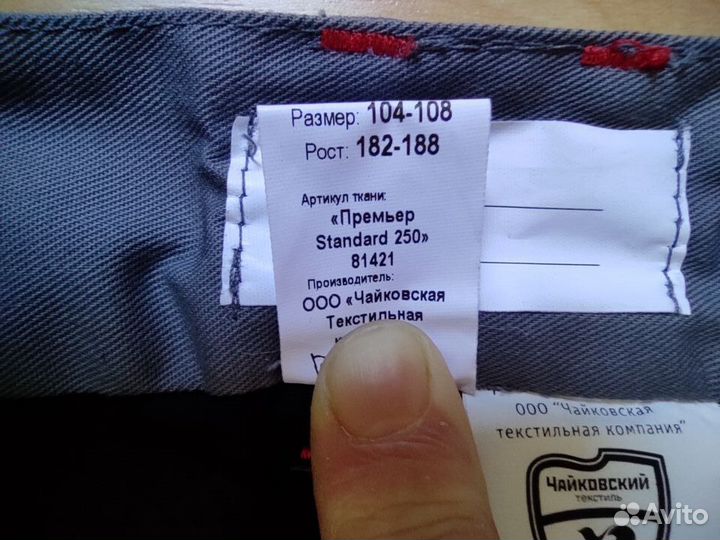 Размер: 104-108
Рост: 182-188
Артикул ткани:
«Премьер
Standard 250»
81421
Производитель:
ООО «Чайковская
Текстильная
ООО "Чайковская
текстильная компания"
ЧАЙКОВСКИЙ
ТЕКСТИЛЬ
Avito